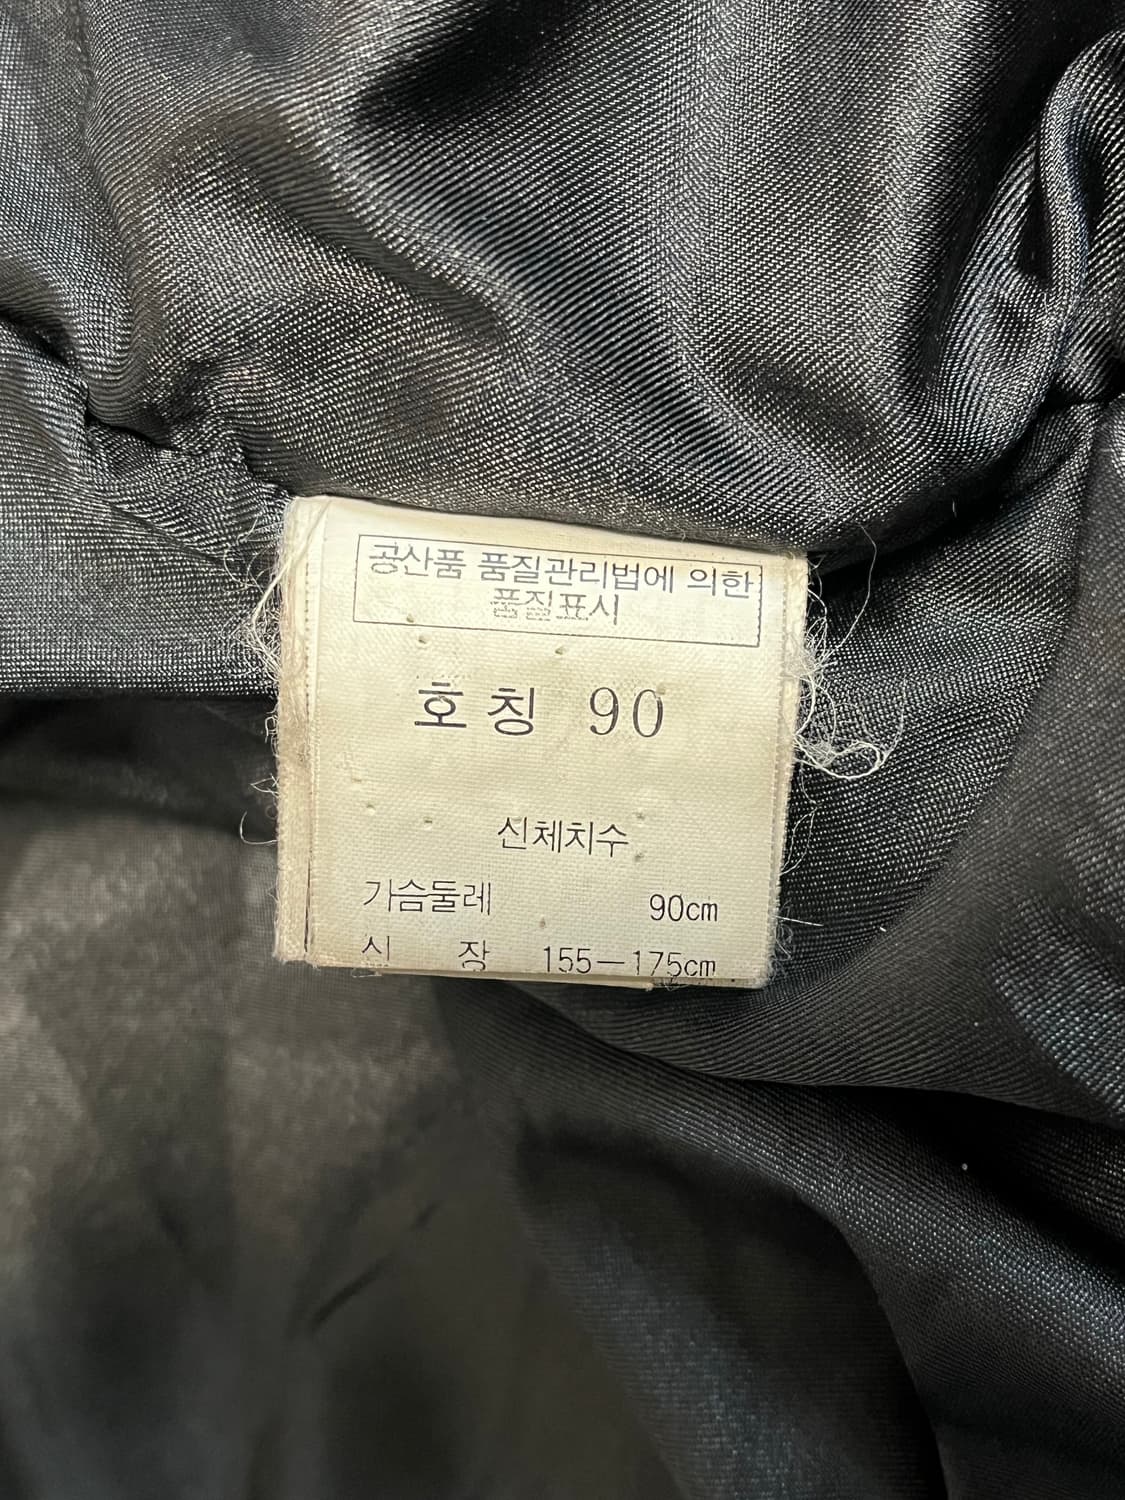 공산품 품질관리법에 의한
품질표시
호칭 90
신체치수
가슴둘레 90cm
신 장 155-175cm